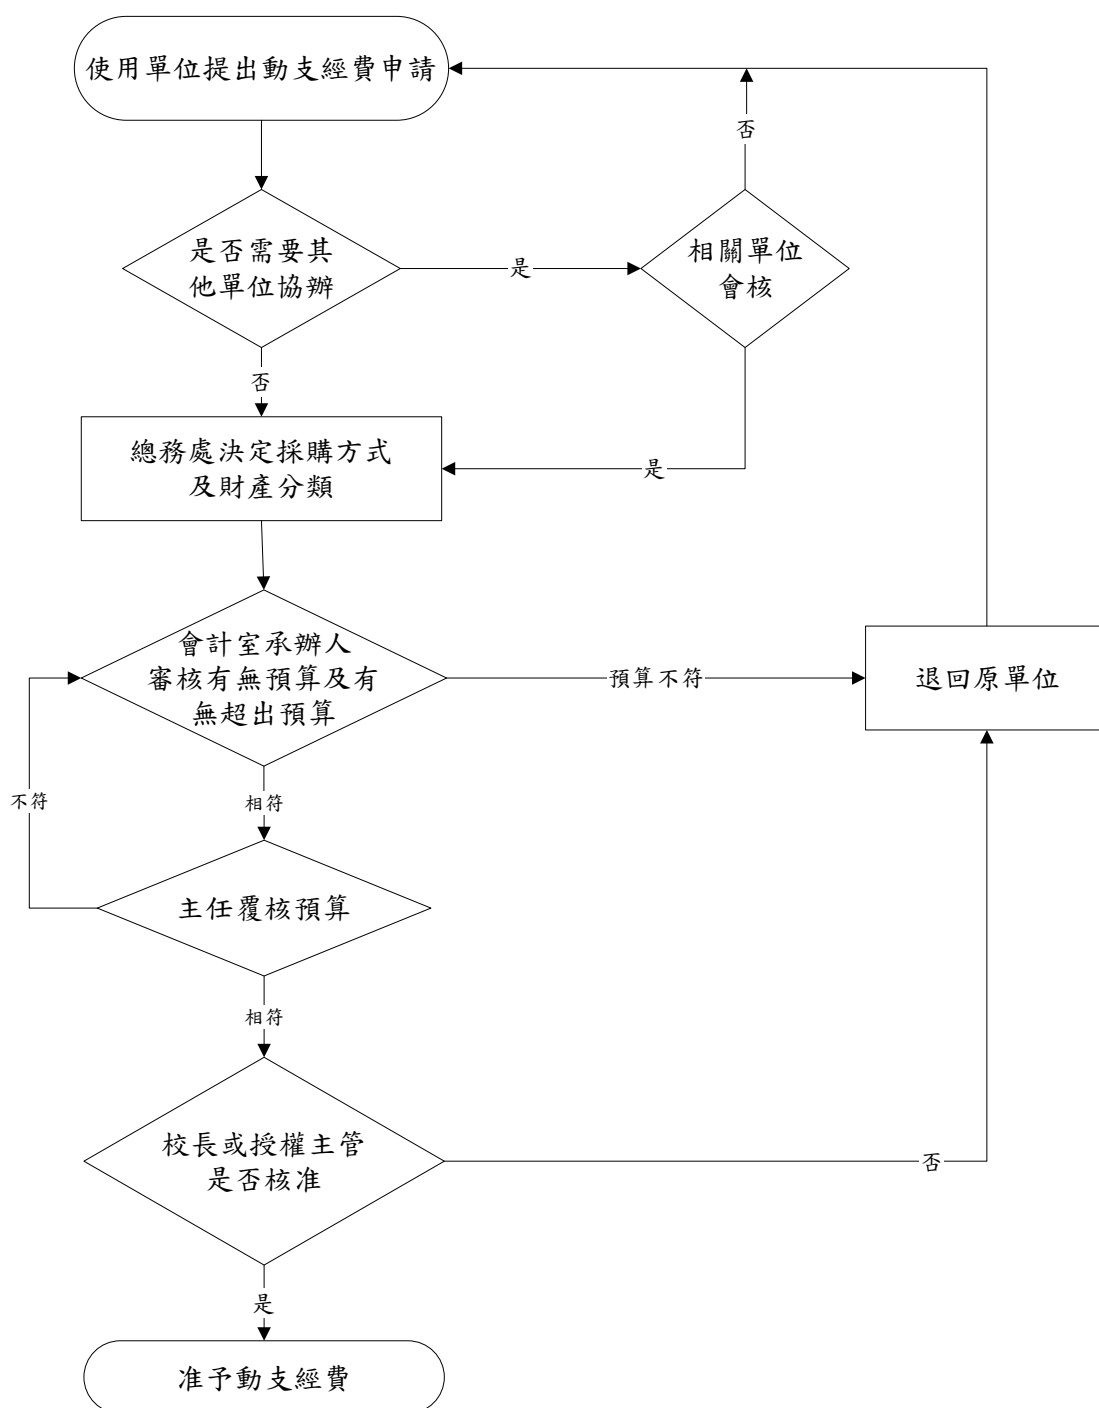 使用單位提出動支經費申請
否
是否需要其
他單位協辦
是
相關單位
會核
否
總務處決定採購方式
及財產分類
是
會計室承辦人
審核有無預算及有
無超出預算
預算不符
退回原單位
不符
相符
主任覆核預算
相符
校長或授權主管
是否核准
否
是
准予動支經費